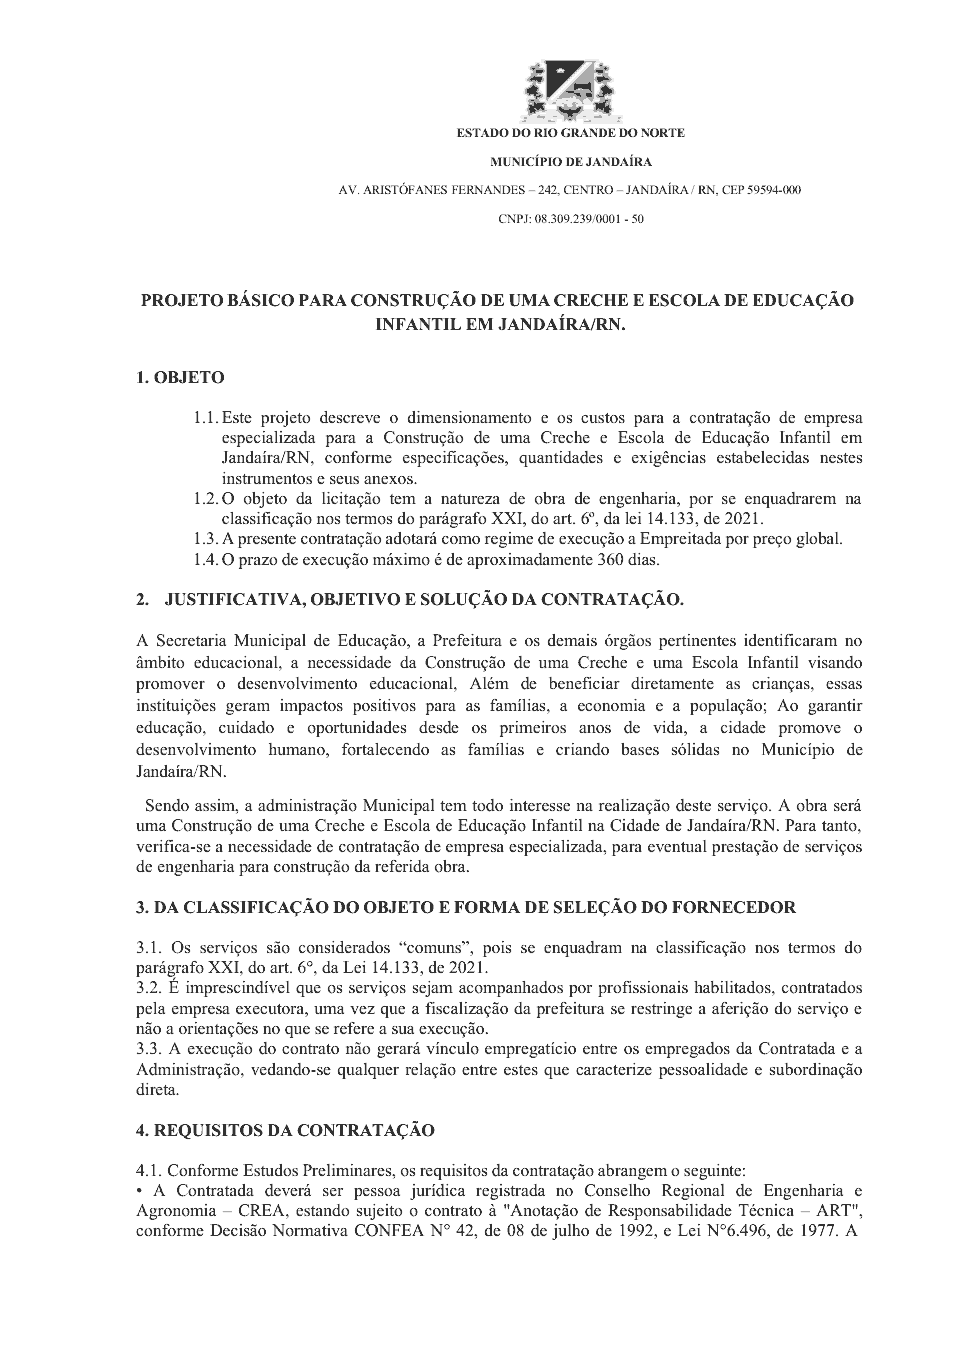 ESTADO DO RIO GRANDE DO NORTE
MUNICÍPIO DE JANDAÍRA
AV. ARISTÓFANES FERNANDES – 242, CENTRO – JANDAÍRA / RN, CEP 59594-000
CNPJ: 08.309.239/0001 - 50
PROJETO BÁSICO PARA CONSTRUÇÃO DE UMA CRECHE E ESCOLA DE EDUCAÇÃO
INFANTIL EM JANDAÍRA/RN.
1. OBJETO
1.1. Este projeto descreve o dimensionamento e os custos para a contratação de empresa
especializada para a Construção de uma Creche e Escola de Educação Infantil em
Jandaíra/RN, conforme especificações, quantidades e exigências estabelecidas nestes
instrumentos e seus anexos.
1.2. O objeto da licitação tem a natureza de obra de engenharia, por se enquadrarem na
classificação nos termos do parágrafo XXI, do art. 6º, da lei 14.133, de 2021.
1.3. A presente contratação adotará como regime de execução a Empreitada por preço global.
1.4. O prazo de execução máximo é de aproximadamente 360 dias.
2. JUSTIFICATIVA, OBJETIVO E SOLUÇÃO DA CONTRATAÇÃO.
A Secretaria Municipal de Educação, a Prefeitura e os demais órgãos pertinentes identificaram no
âmbito educacional, a necessidade da Construção de uma Creche e uma Escola Infantil visando
promover o desenvolvimento educacional, Além de beneficiar diretamente as crianças, essas
instituições geram impactos positivos para as famílias, a economia e a população; Ao garantir
educação, cuidado e oportunidades desde os primeiros anos de vida, a cidade promove o
desenvolvimento humano, fortalecendo as famílias e criando bases sólidas no Município de
Jandaíra/RN.
Sendo assim, a administração Municipal tem todo interesse na realização deste serviço. A obra será
uma Construção de uma Creche e Escola de Educação Infantil na Cidade de Jandaíra/RN. Para tanto,
verifica-se a necessidade de contratação de empresa especializada, para eventual prestação de serviços
de engenharia para construção da referida obra.
3. DA CLASSIFICAÇÃO DO OBJETO E FORMA DE SELEÇÃO DO FORNECEDOR
3.1. Os serviços são considerados “comuns”, pois se enquadram na classificação nos termos do
parágrafo XXI, do art. 6°, da Lei 14.133, de 2021.
3.2. É imprescindível que os serviços sejam acompanhados por profissionais habilitados, contratados
pela empresa executora, uma vez que a fiscalização da prefeitura se restringe a aferição do serviço e
não a orientações no que se refere a sua execução.
3.3. A execução do contrato não gerará vínculo empregatício entre os empregados da Contratada e a
Administração, vedando-se qualquer relação entre estes que caracterize pessoalidade e subordinação
direta.
4. REQUISITOS DA CONTRATAÇÃO
4.1. Conforme Estudos Preliminares, os requisitos da contratação abrangem o seguinte:
• A Contratada deverá ser pessoa jurídica registrada no Conselho Regional de Engenharia e
Agronomia – CREA, estando sujeito o contrato à "Anotação de Responsabilidade Técnica – ART",
conforme Decisão Normativa CONFEA N° 42, de 08 de julho de 1992, e Lei N°6.496, de 1977. A